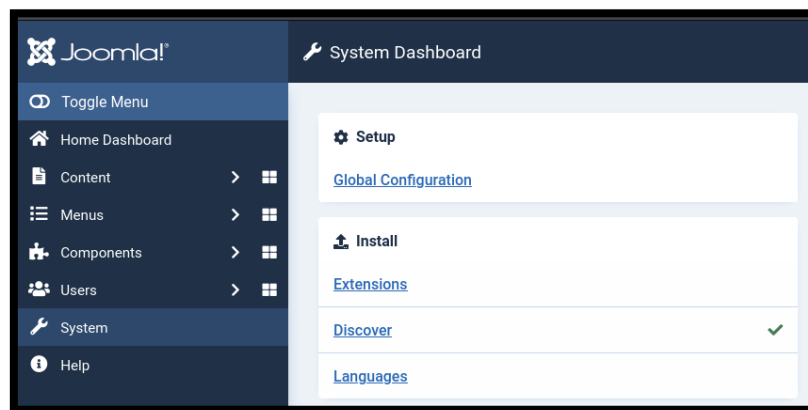 Joomla!®
Toggle Menu
Home Dashboard
Content
Menus
Components
Users
System
Help
System Dashboard
Setup
Global Configuration
Install
Extensions
Discover
Languages